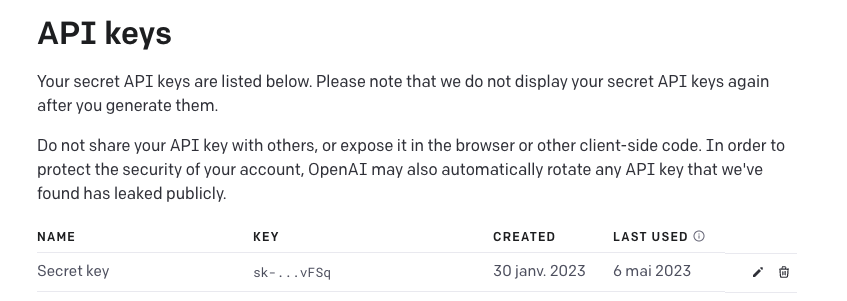 API keys
Your secret API keys are listed below. Please note that we do not display your secret API keys again
after you generate them.
Do not share your API key with others, or expose it in the browser or other client-side code. In order to
protect the security of your account, OpenAI may also automatically rotate any API key that we've
found has leaked publicly.
NAME KEY CREATED LAST USED
Secret key sk-...vFSq 30 janv. 2023 6 mai 2023